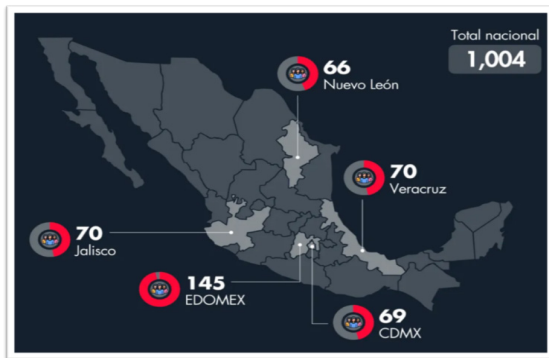 Total nacional
1,004
66
Nuevo León
70
Veracruz
70
Jalisco
145
EDOMEX
69
CDMX